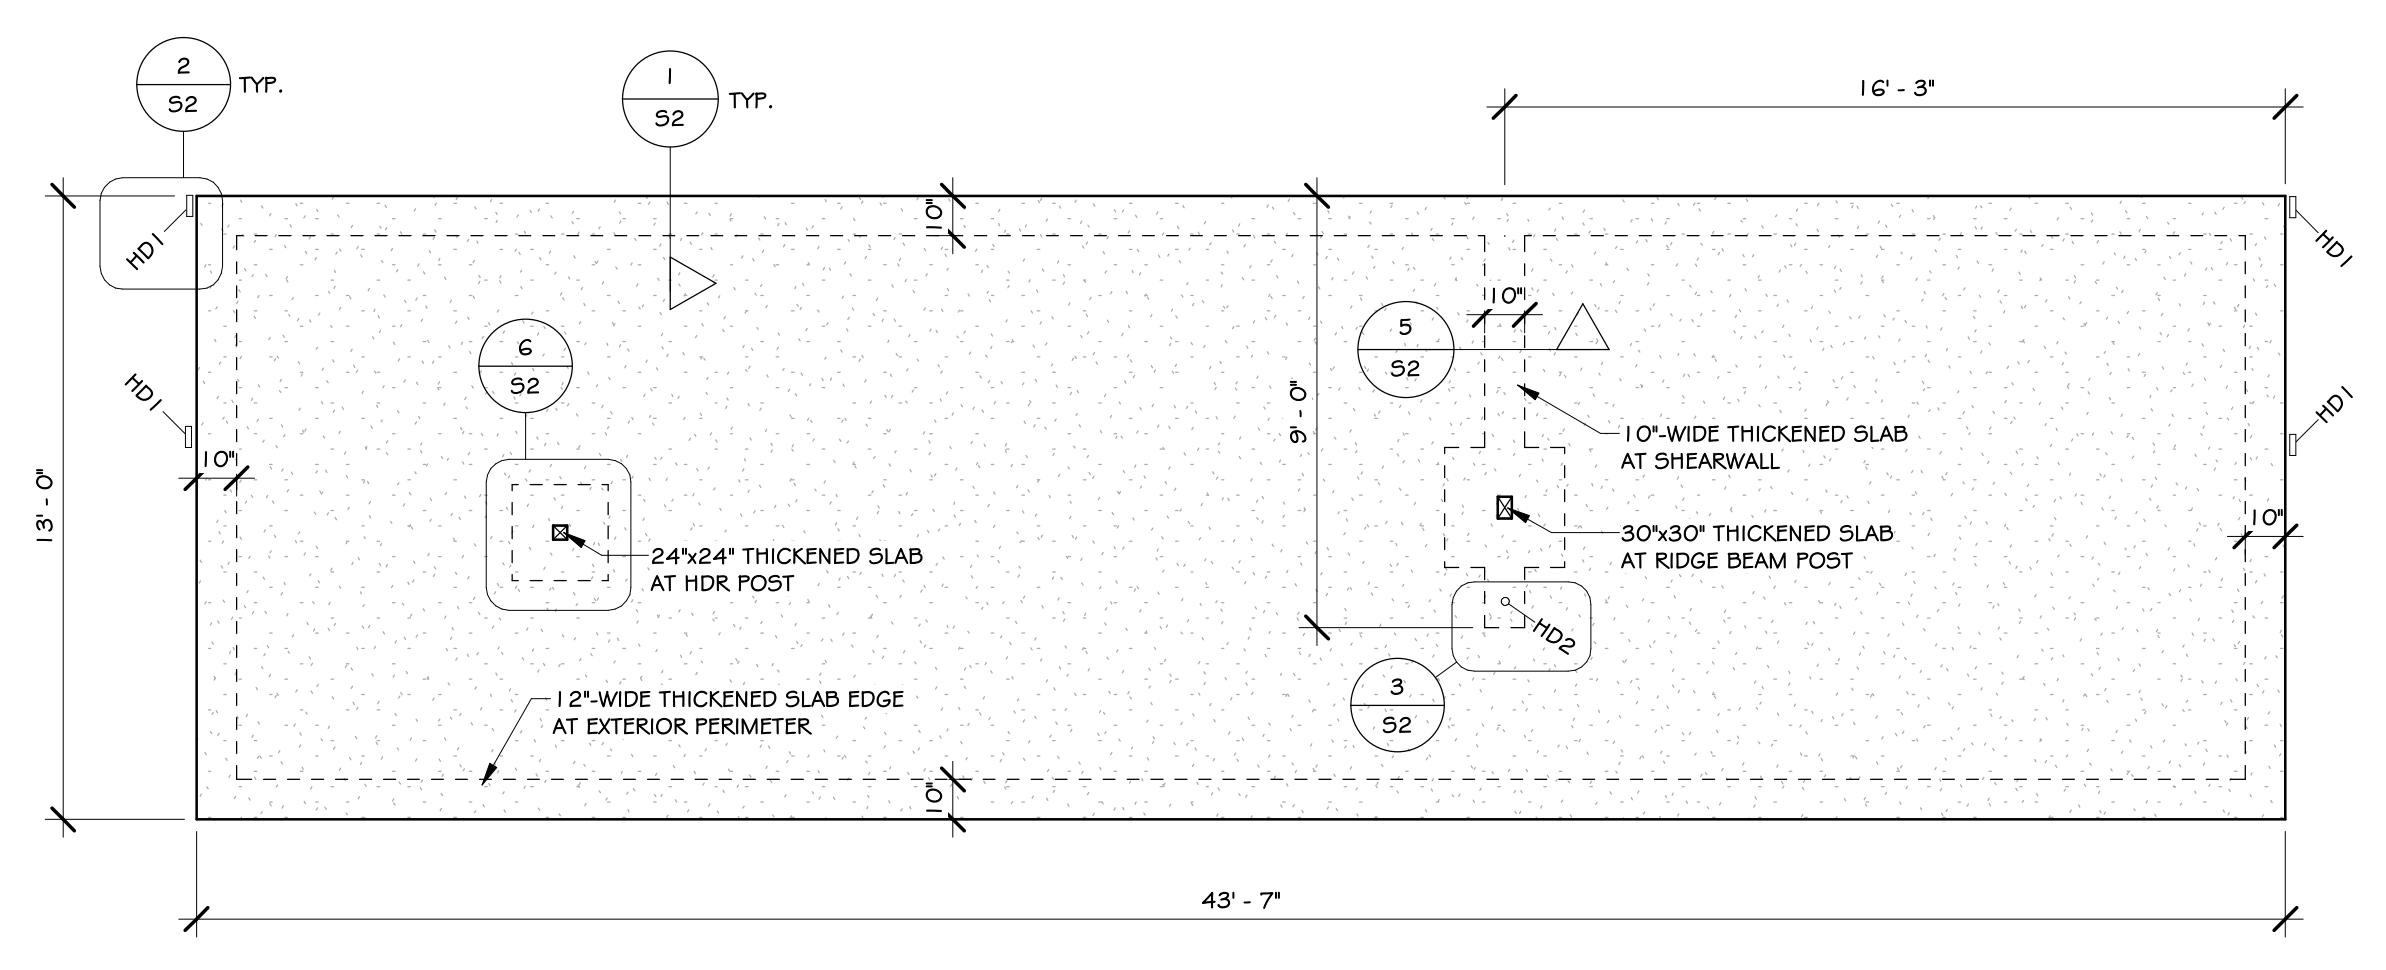 2
S2
TYP.
1
S2
TYP.
16' - 3"
HD1
10"
HD1
10"
6
S2
5
S2
HD1
HD1
9' - 0"
10"
10"-WIDE THICKENED SLAB
AT SHEARWALL
13' - 0"
10"
30"x30" THICKENED SLAB
AT RIDGE BEAM POST
24"x24" THICKENED SLAB
AT HDR POST
HD2
3
S2
12"-WIDE THICKENED SLAB EDGE
AT EXTERIOR PERIMETER
10"
43' - 7"